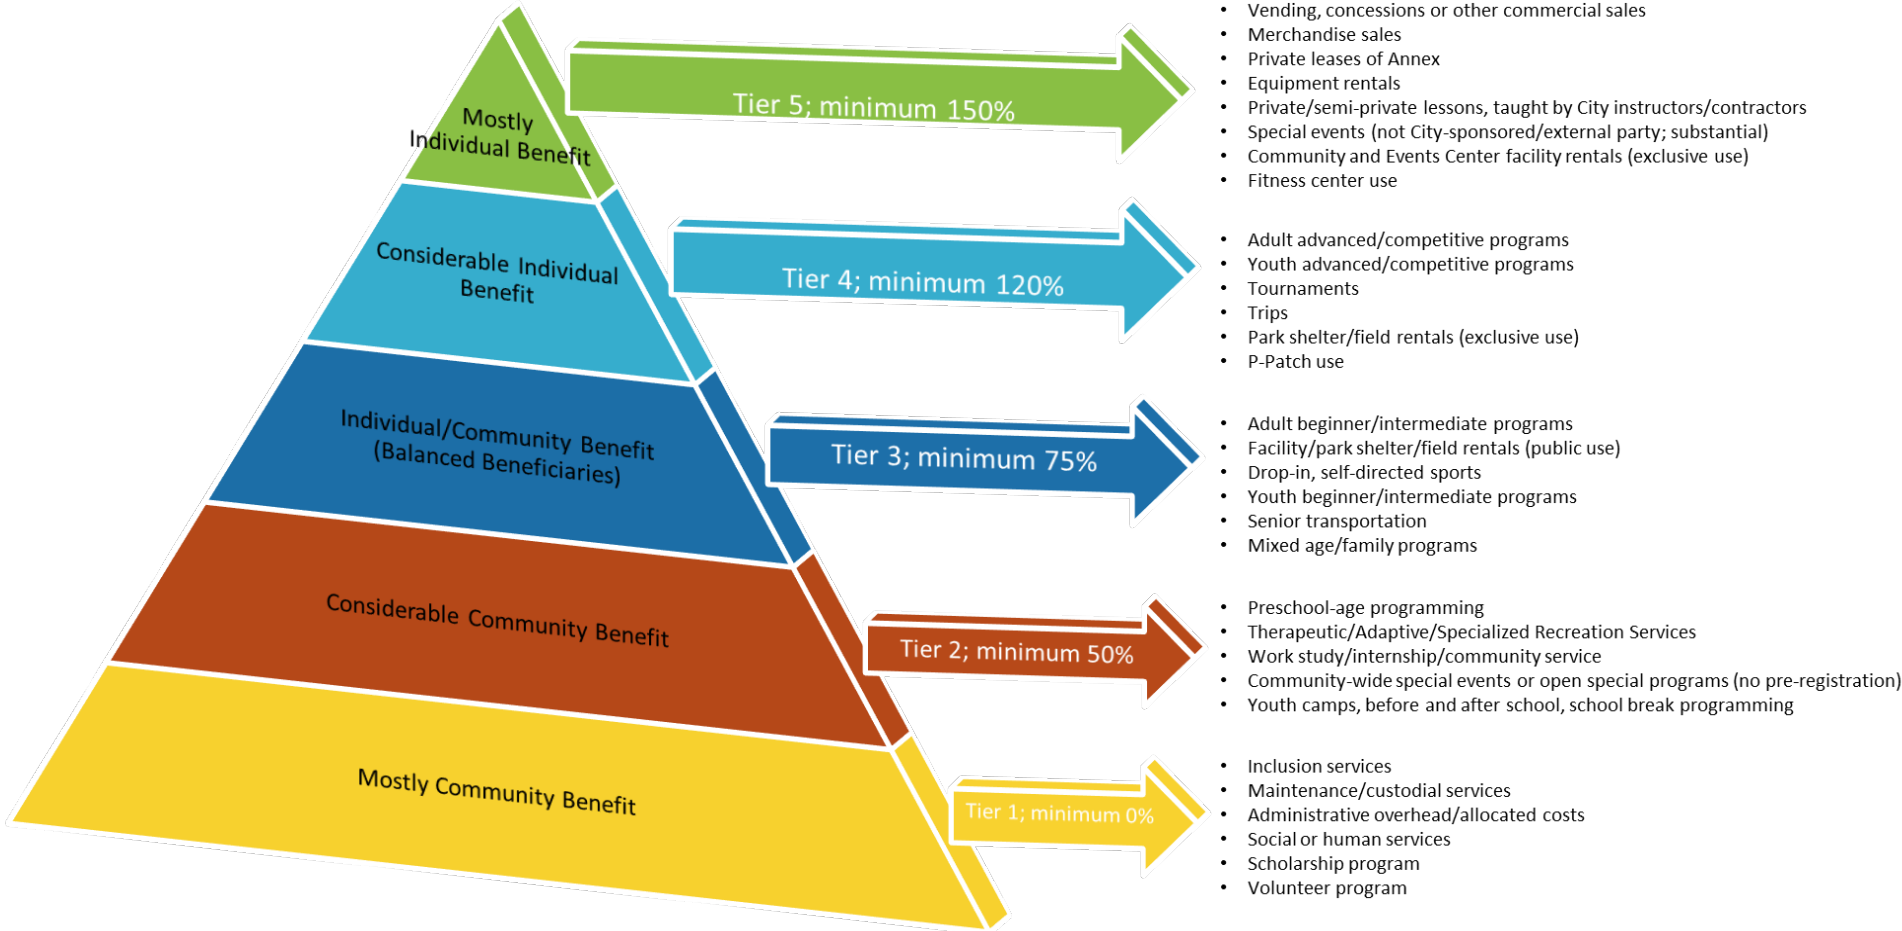 Mostly
Individual Benefit
Tier 5; minimum 150%
• Vending, concessions or other commercial sales
• Merchandise sales
• Private leases of Annex
• Equipment rentals
• Private/semi-private lessons, taught by City instructors/contractors
• Special events (not City-sponsored/external party; substantial)
• Community and Events Center facility rentals (exclusive use)
• Fitness center use
Considerable Individual
Benefit
Tier 4; minimum 120%
• Adult advanced/competitive programs
• Youth advanced/competitive programs
• Tournaments
• Trips
• Park shelter/field rentals (exclusive use)
• P-Patch use
Individual/Community Benefit
(Balanced Beneficiaries)
Tier 3; minimum 75%
• Adult beginner/intermediate programs
• Facility/park shelter/field rentals (public use)
• Drop-in, self-directed sports
• Youth beginner/intermediate programs
• Senior transportation
• Mixed age/family programs
Considerable Community Benefit
Tier 2; minimum 50%
• Preschool-age programming
• Therapeutic/Adaptive/Specialized Recreation Services
• Work study/internship/community service
• Community-wide special events or open special programs (no pre-registration)
• Youth camps, before and after school, school break programming
Mostly Community Benefit
Tier 1; minimum 0%
• Inclusion services
• Maintenance/custodial services
• Administrative overhead/allocated costs
• Social or human services
• Scholarship program
• Volunteer program